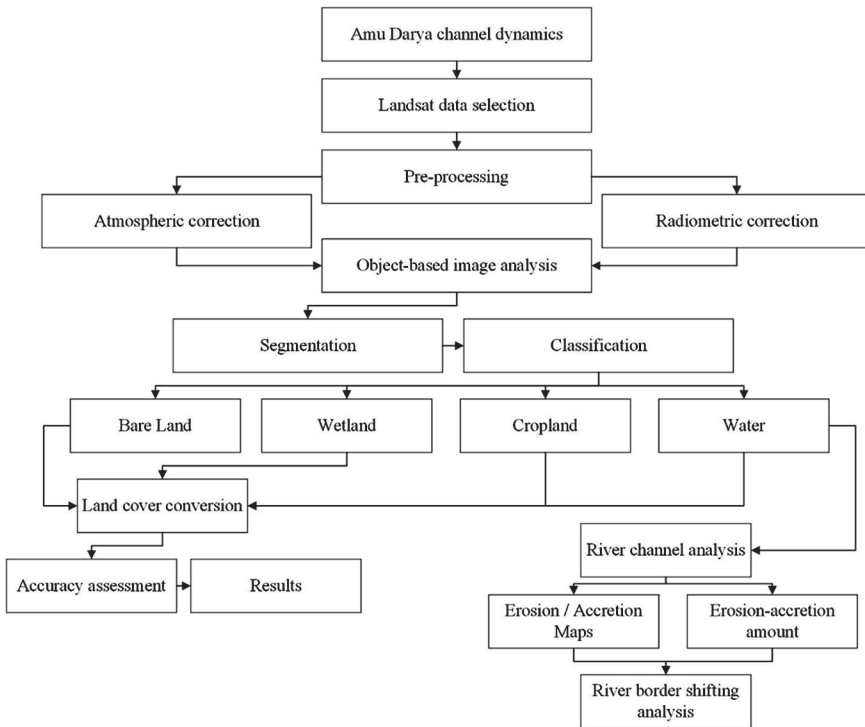 Amu Darya channel dynamics
Landsat data selection
Pre-processing
Atmospheric correction
Radiometric correction
Object-based image analysis
Segmentation
Classification
Bare Land
Wetland
Cropland
Water
Land cover conversion
River channel analysis
Accuracy assessment
Results
Erosion / Accretion
Maps
Erosion-accretion
amount
River border shifting
analysis